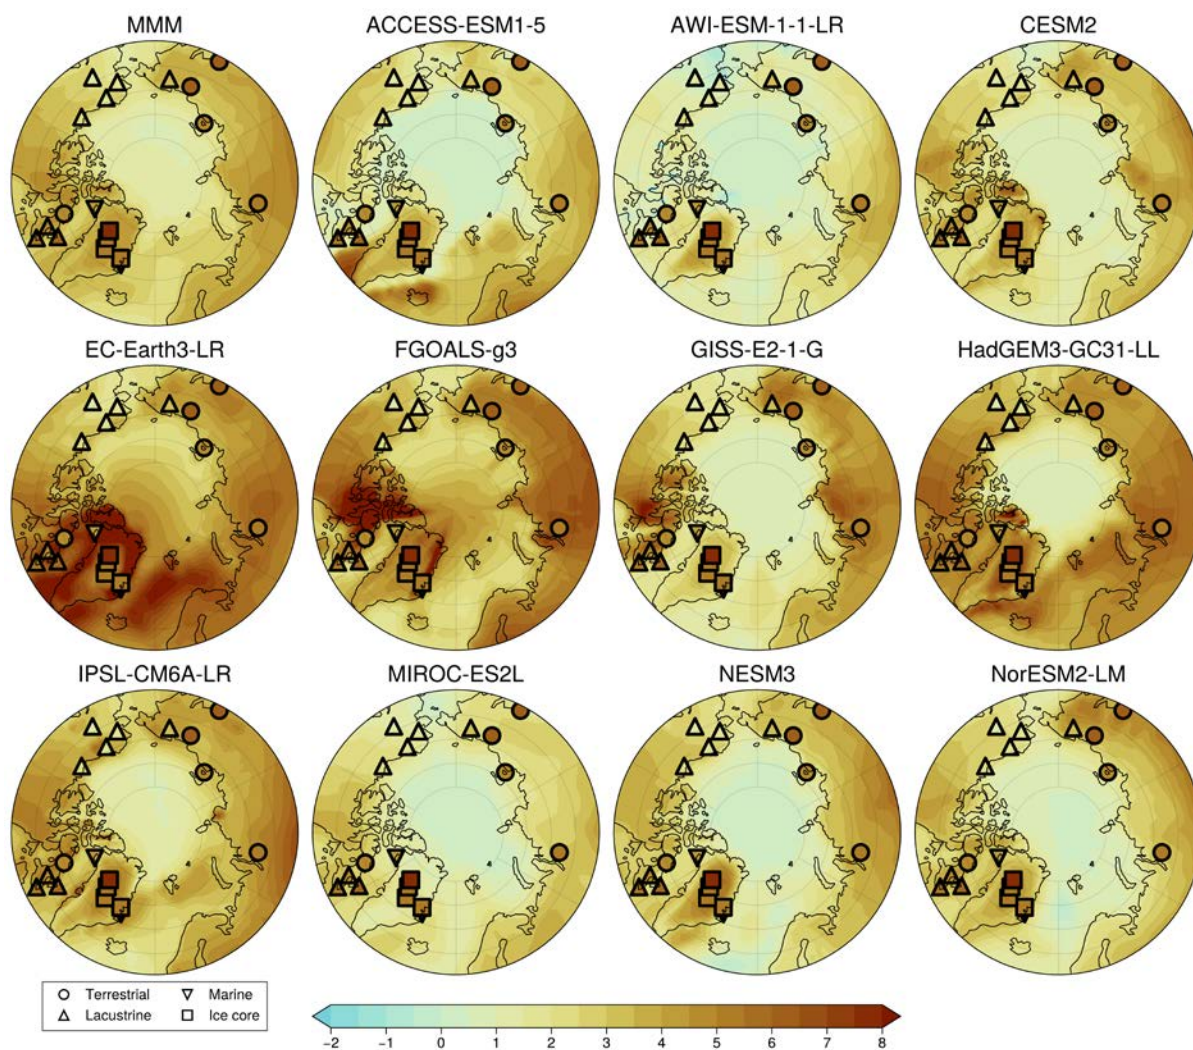 MMM ACCESS-ESM1-5 AWI-ESM-1-1-LR CESM2
EC-Earth3-LR FGOALS-g3 GISS-E2-1-G HadGEM3-GC31-LL
IPSL-CM6A-LR MIROC-ES2L NESM3 NorESM2-LM
Terrestrial Marine
Lacustrine Ice core
−2 −1 0 1 2 3 4 5 6 7 8